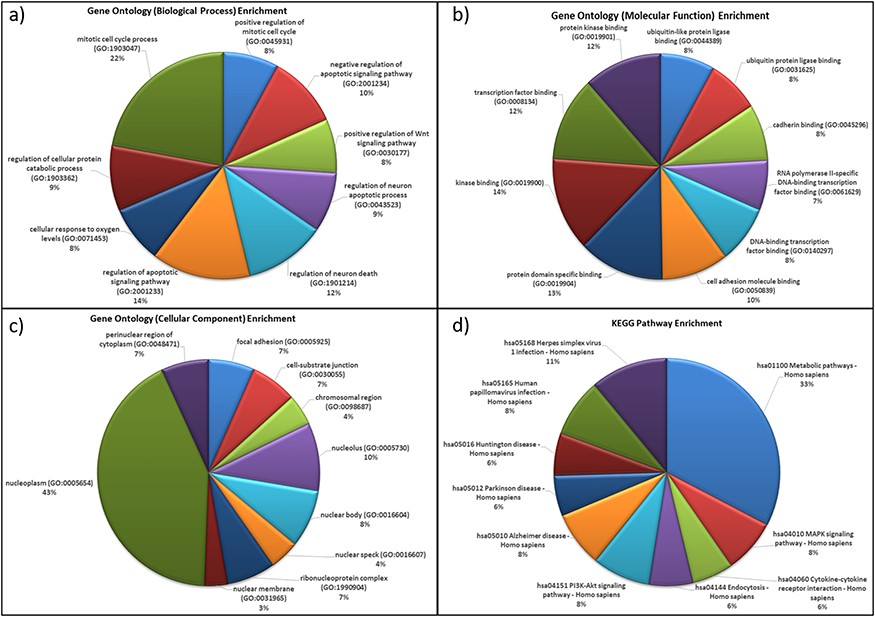 a)
Gene Ontology (Biological Process) Enrichment
positive regulation of
mitotic cell cycle
(GO:0045931)
8%
negative regulation of
apoptotic signaling pathway
(GO:2001234)
10%
positive regulation of Wnt
signaling pathway
(GO:0030177)
8%
regulation of neuron
apoptotic process
(GO:0043523)
9%
regulation of neuron death
(GO:1901214)
12%
regulation of apoptotic
signaling pathway
(GO:2001233)
14%
cellular response to oxygen
levels (GO:0071453)
8%
regulation of cellular protein
catabolic process
(GO:1903362)
9%
mitotic cell cycle process
(GO:1903047)
22%
b)
Gene Ontology (Molecular Function) Enrichment
ubiquitin-like protein ligase
binding (GO:0044389)
8%
ubiquitin protein ligase binding
(GO:0031625)
8%
cadherin binding (GO:0045296)
8%
RNA polymerase II-specific
DNA-binding transcription
factor binding (GO:0061629)
7%
DNA-binding transcription
factor binding (GO:0140297)
8%
cell adhesion molecule binding
(GO:0050839)
10%
protein domain specific binding
(GO:0019904)
13%
kinase binding (GO:0019900)
14%
transcription factor binding
(GO:0008134)
12%
protein kinase binding
(GO:0019901)
12%
c)
Gene Ontology (Cellular Component) Enrichment
focal adhesion (GO:0005925)
7%
cell-substrate junction
(GO:0030055)
7%
chromosomal region
(GO:0098687)
4%
nucleolus (GO:0005730)
10%
nuclear body (GO:0016604)
8%
nuclear speck (GO:0016607)
4%
ribonucleoprotein complex
(GO:1990904)
7%
nuclear membrane
(GO:0031965)
3%
nucleoplasm (GO:0005654)
43%
perinuclear region of
cytoplasm (GO:0048471)
7%
d)
KEGG Pathway Enrichment
hsa01100 Metabolic pathways -
Homo sapiens
33%
hsa04010 MAPK signaling
pathway - Homo sapiens
8%
hsa04060 Cytokine-cytokine
receptor interaction - Homo
sapiens
6%
hsa04144 Endocytosis -
Homo sapiens
6%
hsa04151 PI3K-Akt signaling
pathway - Homo sapiens
8%
hsa05010 Alzheimer disease -
Homo sapiens
8%
hsa05012 Parkinson disease -
Homo sapiens
6%
hsa05016 Huntington disease -
Homo sapiens
6%
hsa05165 Human
papillomavirus infection -
Homo sapiens
8%
hsa05168 Herpes simplex virus
1 infection - Homo sapiens
11%